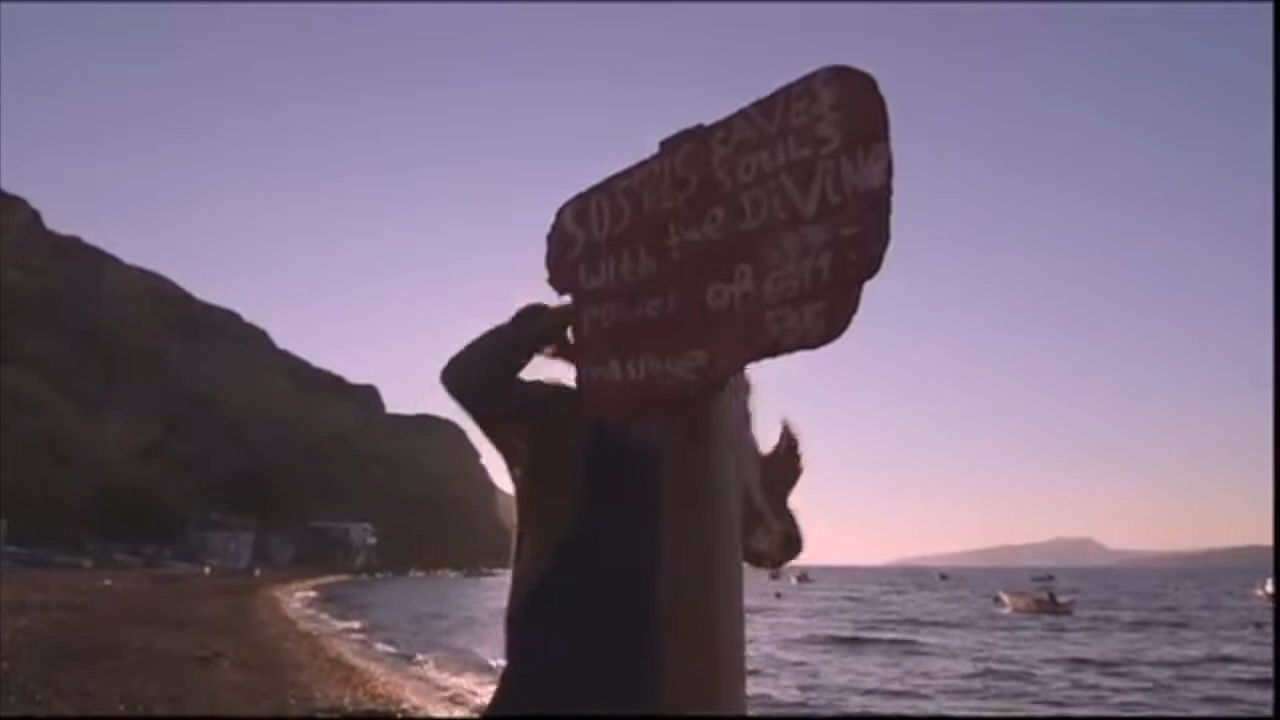 SOSTIS SAVES
SOULS
with the DiViNe
power of
massage